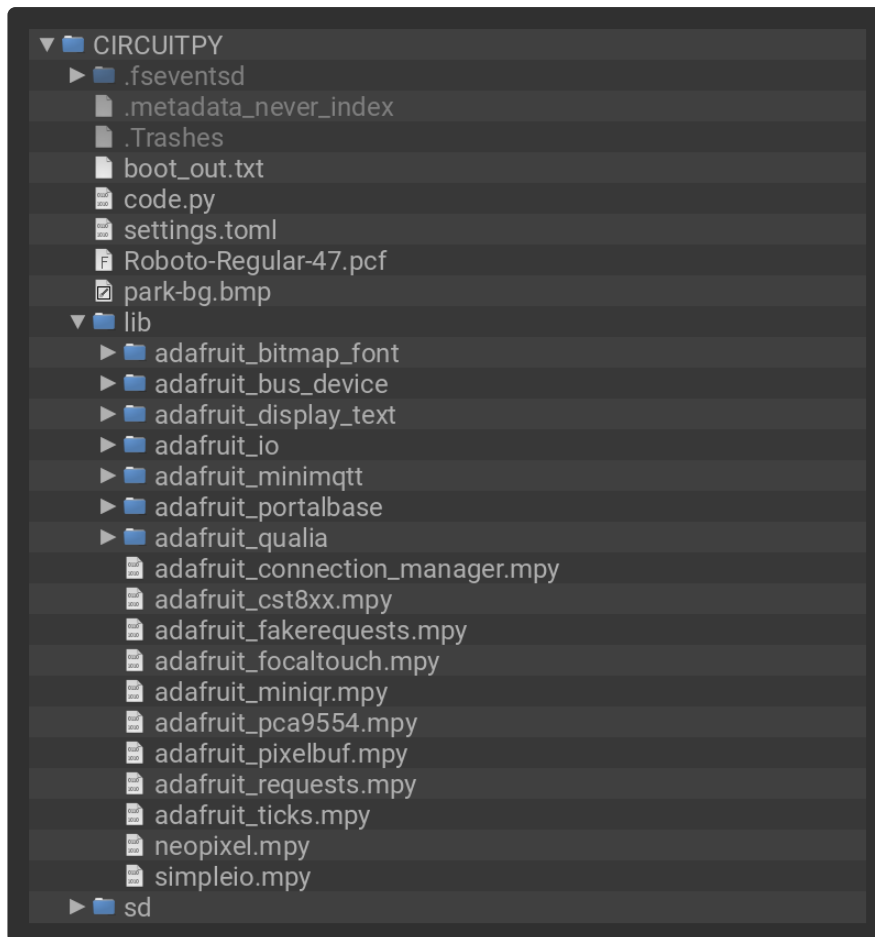 CIRCUITPY
.fseventsd
.metadata_never_index
.Trashes
boot_out.txt
code.py
settings.toml
Roboto-Regular-47.pcf
park-bg.bmp
lib
adafruit_bitmap_font
adafruit_bus_device
adafruit_display_text
adafruit_io
adafruit_minimqtt
adafruit_portalbase
adafruit_qualia
adafruit_connection_manager.mpy
adafruit_cst8xx.mpy
adafruit_fakerequests.mpy
adafruit_focaltouch.mpy
adafruit_miniqr.mpy
adafruit_pca9554.mpy
adafruit_pixelbuf.mpy
adafruit_requests.mpy
adafruit_ticks.mpy
neopixel.mpy
simpleio.mpy
sd